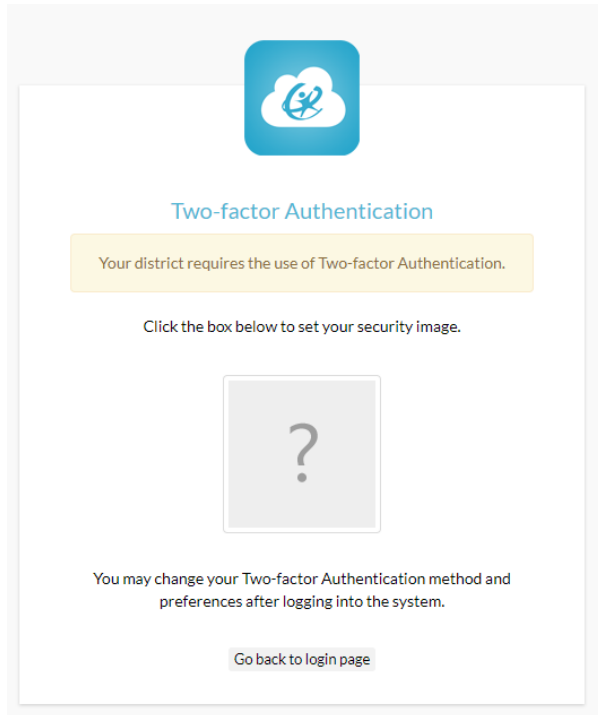 Two-factor Authentication
Your district requires the use of Two-factor Authentication.
Click the box below to set your security image.
?
You may change your Two-factor Authentication method and
preferences after logging into the system.
Go back to login page